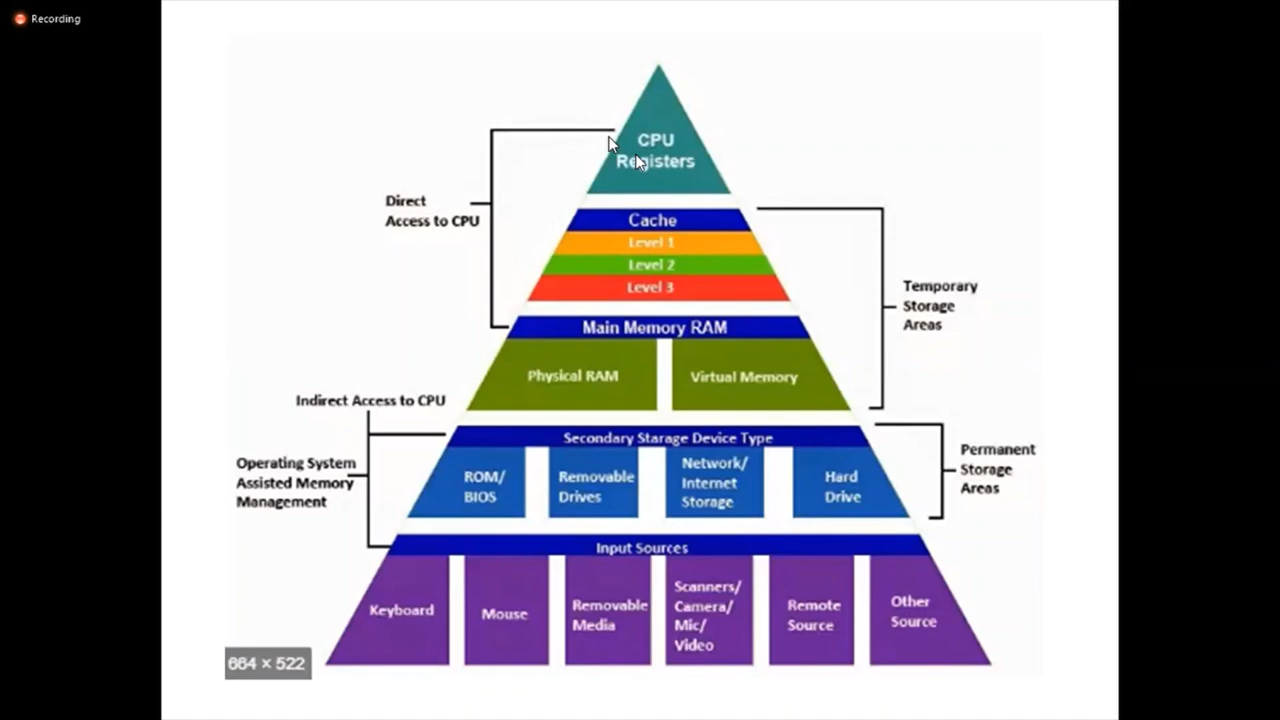 Recording
CPU
Registers
Direct
Access to CPU
Cache
Level 1
Level 2
Level 3
Temporary
Storage
Areas
Main Memory RAM
Physical RAM
Virtual Memory
Indirect Access to CPU
Operating System
Assisted Memory
Management
Secondary Starage Device Type
ROM/
BIOS
Removable
Drives
Network/
Internet
Storage
Hard
Drive
Permanent
Storage
Areas
Input Sources
Keyboard
Mouse
Removable
Media
Scanners/
Camera/
Mic/
Video
Remote
Source
Other
Source
664 × 522